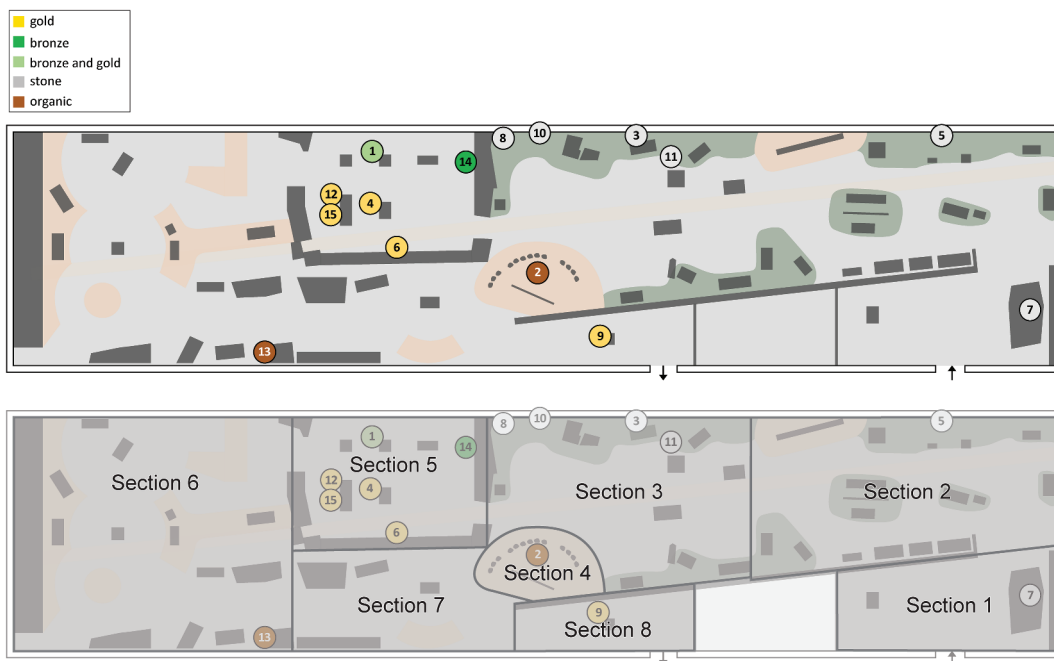 gold
bronze
bronze and gold
stone
organic
8 10 3 5
1 14 11
12 4
15
6
2
7
13 9
8 10 3 5
1 14 11
Section 5
12 4 Section 3 Section 2
Section 6
15
6
2
Section 4
7
Section 7 9 Section 1
Section 8
13